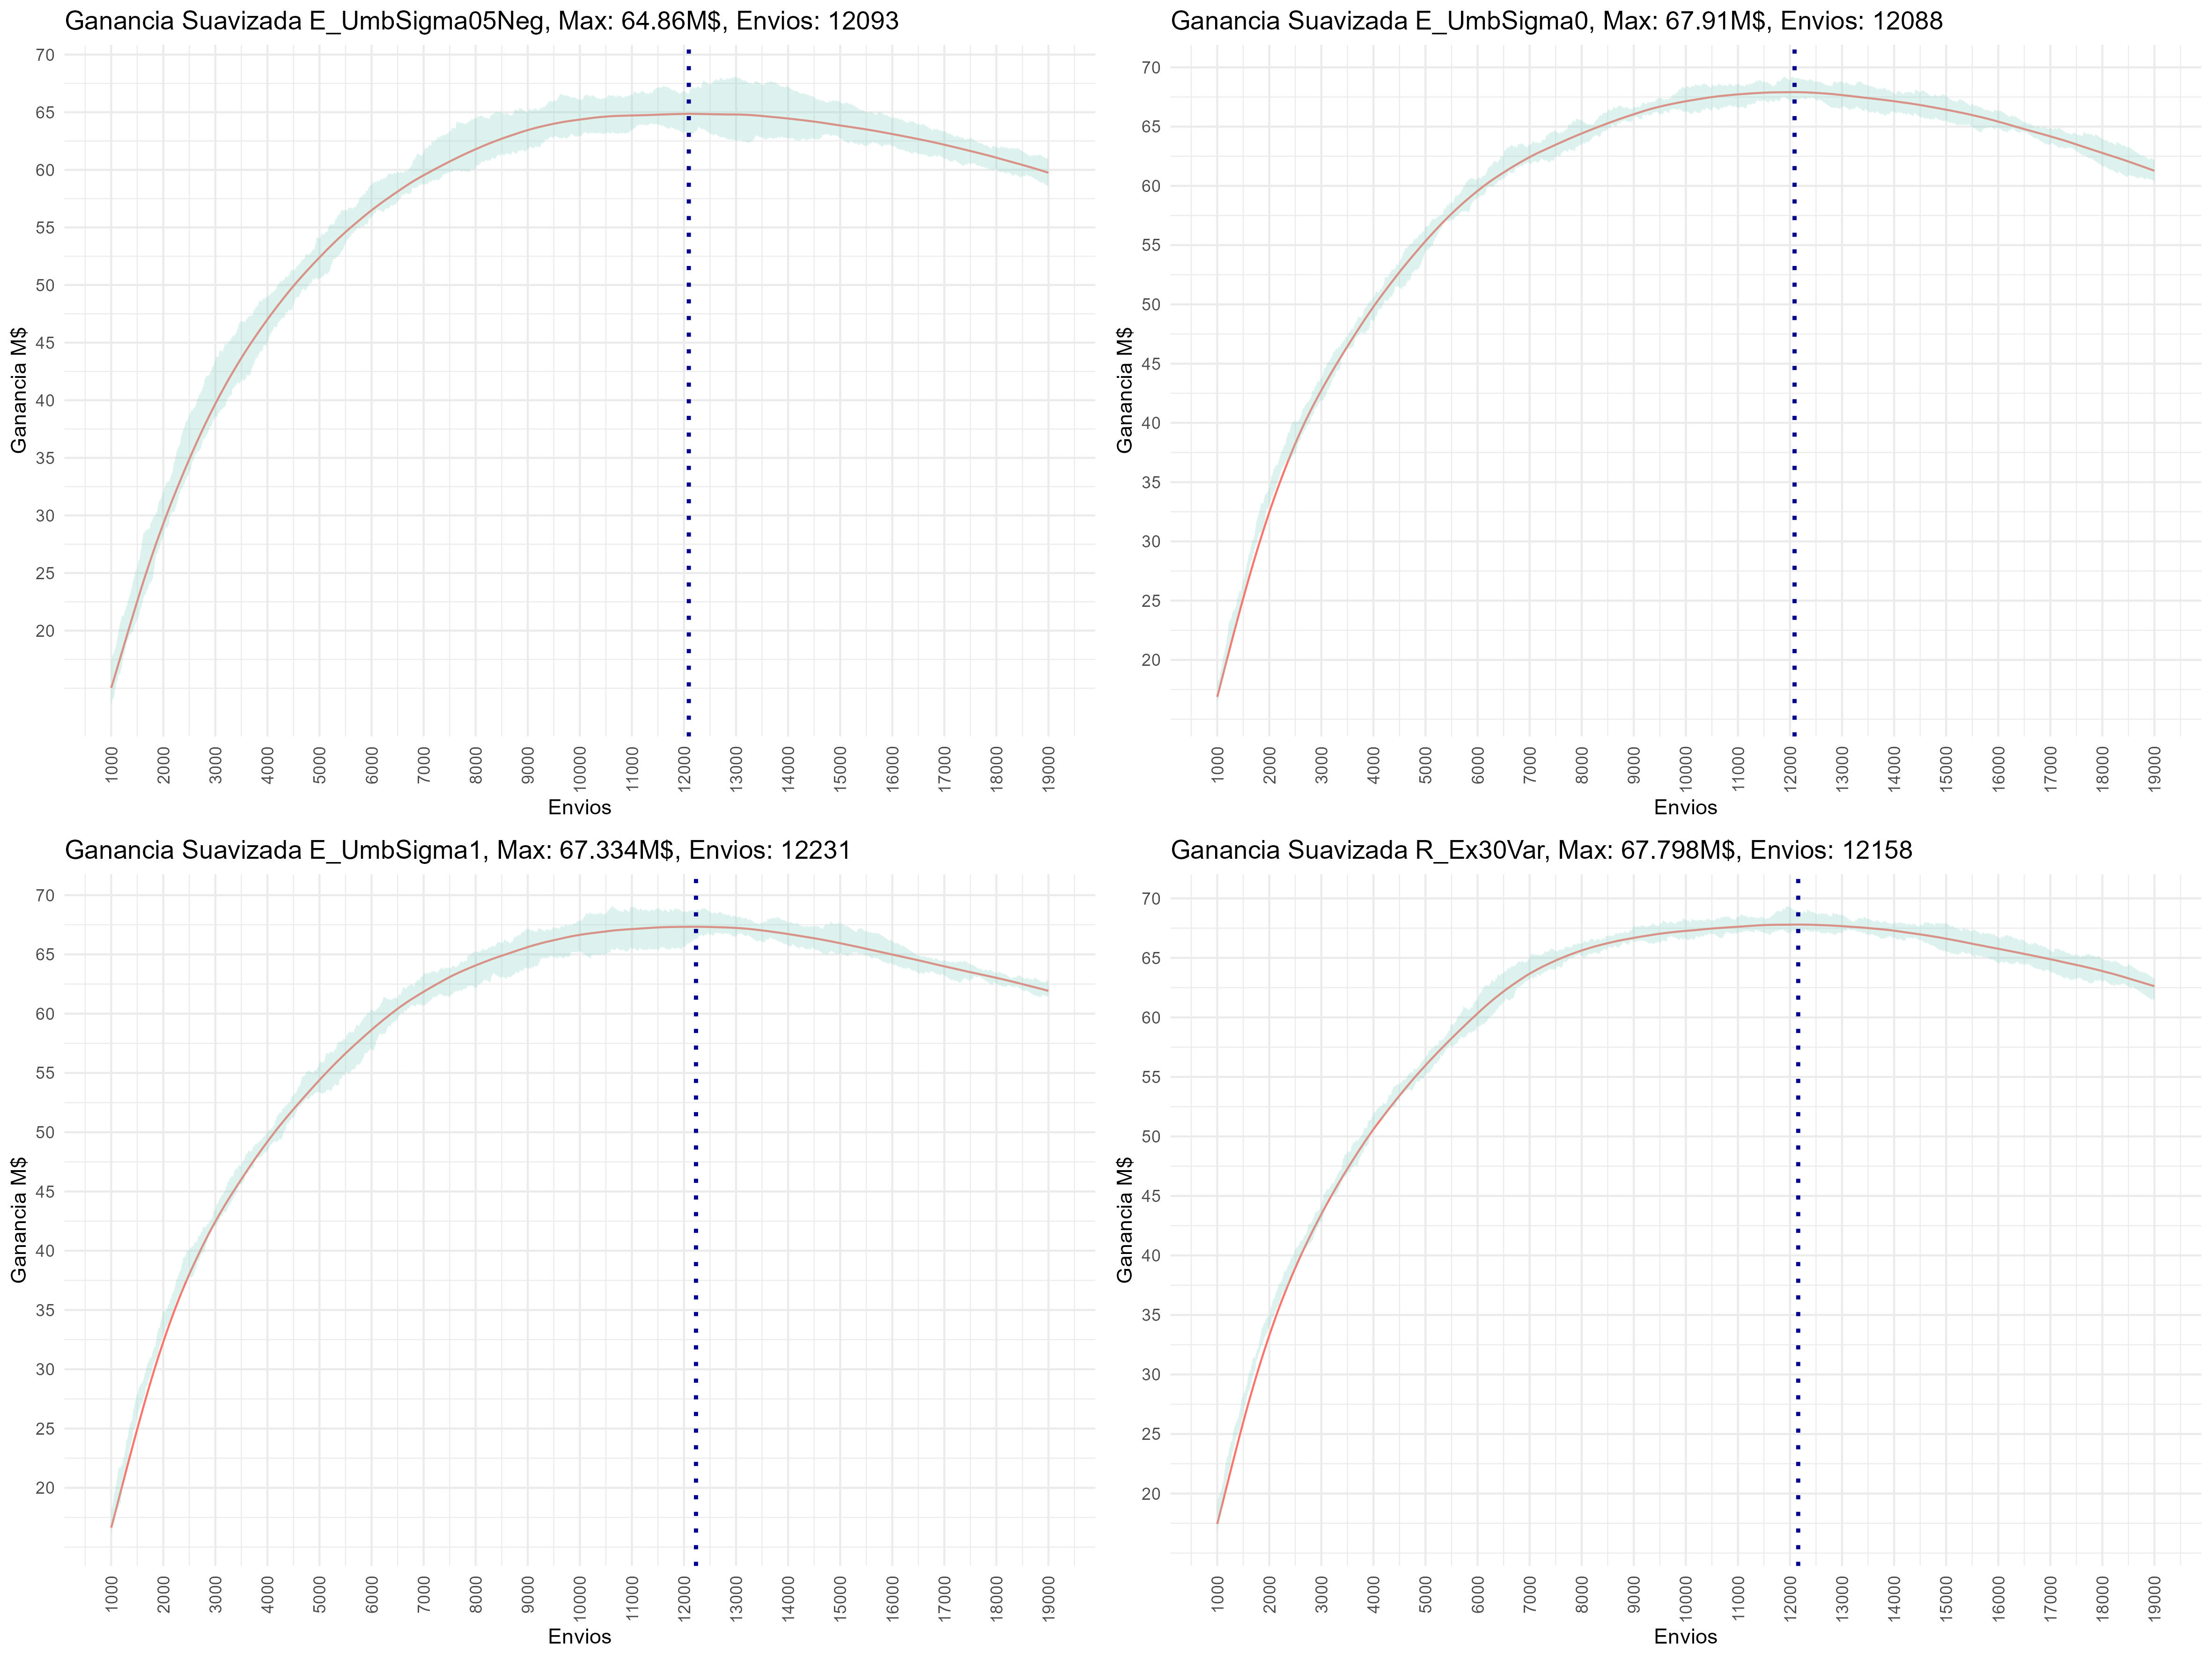 Ganancia Suavizada E_UmbSigma05Neg, Max: 64.86M$, Envios: 12093
70
65
60
55
50
45
40
35
30
25
20
Ganancia M$
1000 2000 3000 4000 5000 6000 7000 8000 9000 10000 11000 12000 13000 14000 15000 16000 17000 18000 19000
Envios
Ganancia Suavizada E_UmbSigma0, Max: 67.91M$, Envios: 12088
70
65
60
55
50
45
40
35
30
25
20
Ganancia M$
1000 2000 3000 4000 5000 6000 7000 8000 9000 10000 11000 12000 13000 14000 15000 16000 17000 18000 19000
Envios
Ganancia Suavizada E_UmbSigma1, Max: 67.334M$, Envios: 12231
70
65
60
55
50
45
40
35
30
25
20
Ganancia M$
1000 2000 3000 4000 5000 6000 7000 8000 9000 10000 11000 12000 13000 14000 15000 16000 17000 18000 19000
Envios
Ganancia Suavizada R_Ex30Var, Max: 67.798M$, Envios: 12158
70
65
60
55
50
45
40
35
30
25
20
Ganancia M$
1000 2000 3000 4000 5000 6000 7000 8000 9000 10000 11000 12000 13000 14000 15000 16000 17000 18000 19000
Envios